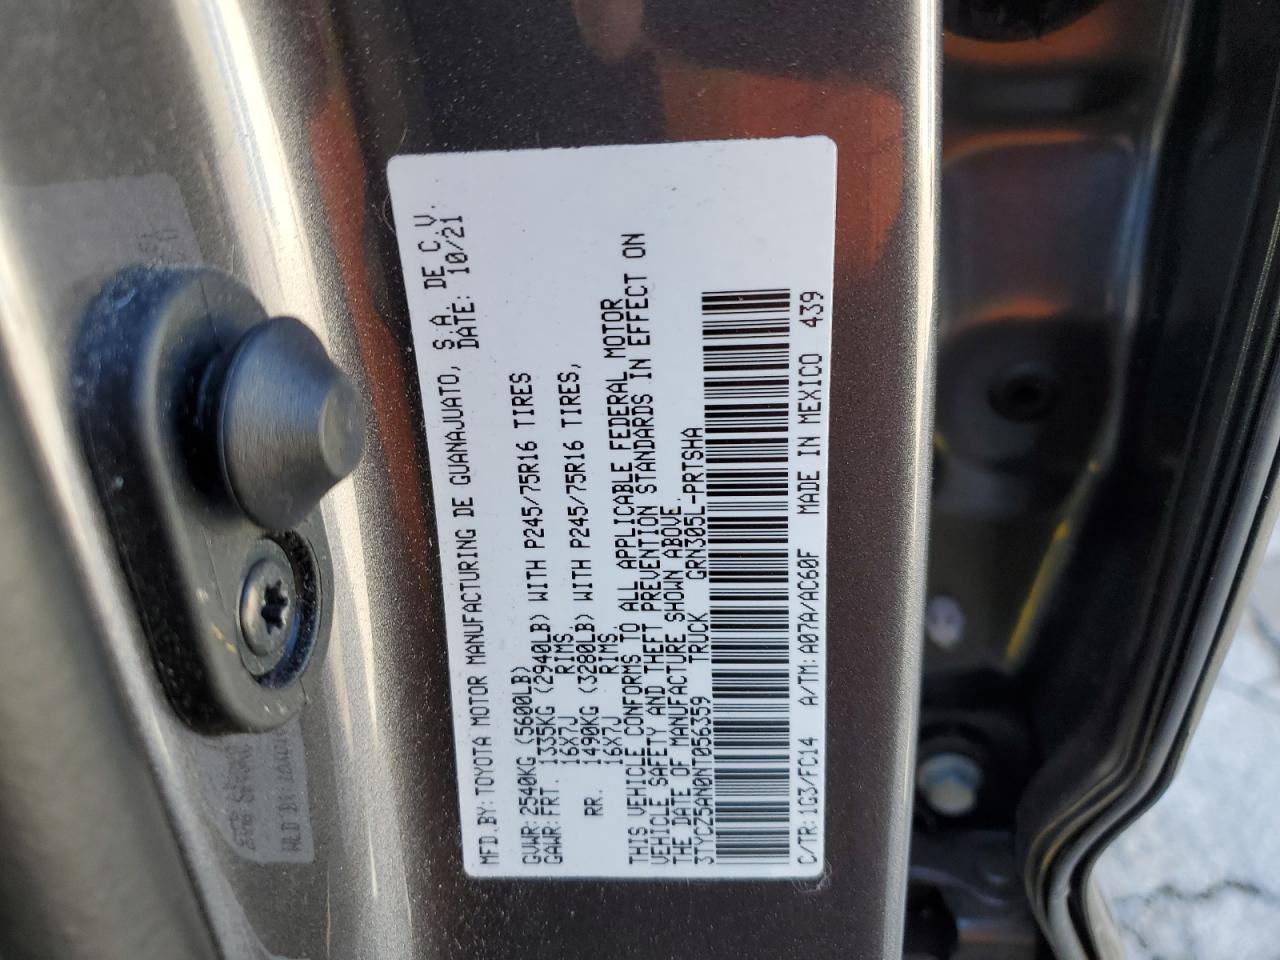 MFD.BY: TOYOTA MOTOR MANUFACTURING DE GUANAJUATO, S.A. DE C.V.
DATE: 10/21
GVWR: 2540KG (5600LB)
GAWR: FRT. 1335KG (2940LB) WITH P245/75R16 TIRES
16X7J RIMS,
RR. 1490KG (3280LB) WITH P245/75R16 TIRES,
16X7J RIMS.
THIS VEHICLE CONFORMS TO ALL APPLICABLE FEDERAL MOTOR
VEHICLE SAFETY AND THEFT PREVENTION STANDARDS IN EFFECT ON
THE DATE OF MANUFACTURE SHOWN ABOVE.
3TYCZ5AN0NT056359 TRUCK GRN305L-PRTSHA
C/TR: 1G3/FC14 A/TM: A07A/AC60F MADE IN MEXICO 439